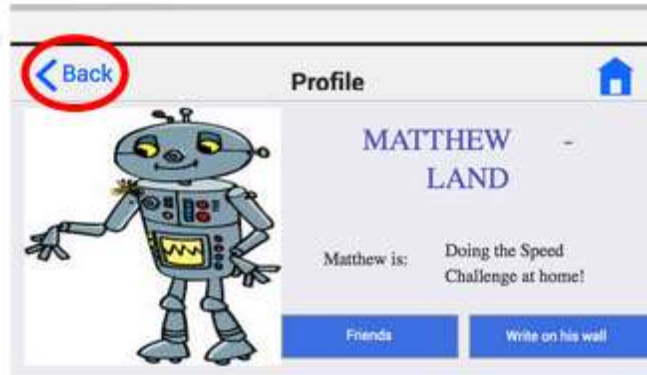 Back
Profile
MATTHEW -
LAND
Matthew is:
Doing the Speed
Challenge at home!
Friends
Write on his wall